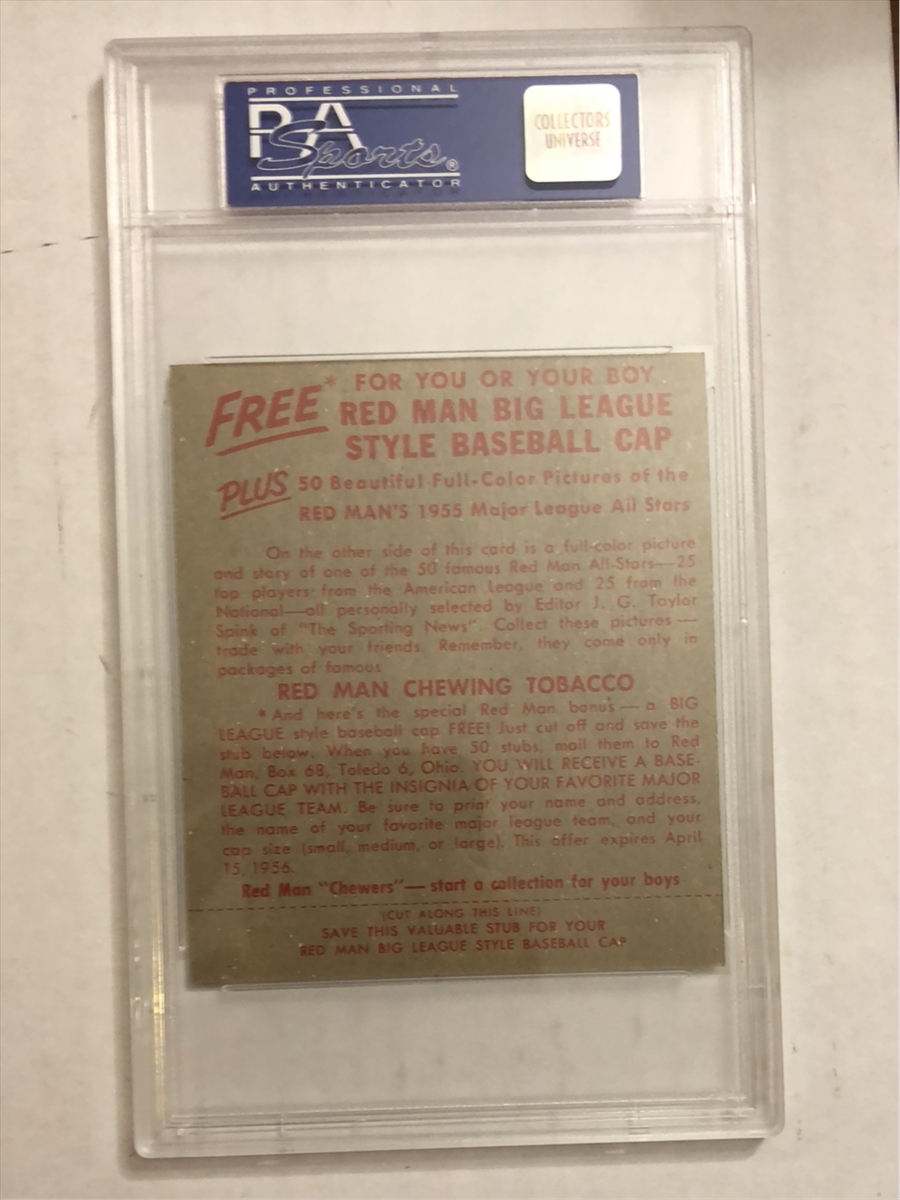 PROFESSIONAL
PSA
Sports®
AUTHENTICATOR
COLLECTORS
UNIVERSE
FREE* FOR YOU OR YOUR BOY
RED MAN BIG LEAGUE
STYLE BASEBALL CAP
PLUS 50 Beautiful Full-Color Pictures of the
RED MAN'S 1955 Major League All Stars
On the other side of this card is a full-color picture
and story of one of the 50 famous Red Man All-Stars—25
top players from the American League and 25 from the
National—all personally selected by Editor J. G. Taylor
Spink of "The Sporting News". Collect these pictures—
trade with your friends. Remember, they come only in
packages of famous
RED MAN CHEWING TOBACCO
*And here's the special Red Man bonus—a BIG
LEAGUE style baseball cap FREE! Just cut off and save the
stub below. When you have 50 stubs, mail them to Red
Man, Box 68, Toledo 6, Ohio. YOU WILL RECEIVE A BASE-
BALL CAP WITH THE INSIGNIA OF YOUR FAVORITE MAJOR
LEAGUE TEAM. Be sure to print your name and address,
the name of your favorite major league team, and your
cap size (small, medium, or large). This offer expires April
15, 1956.
Red Man "Chewers"—start a collection for your boys
(CUT ALONG THIS LINE)
SAVE THIS VALUABLE STUB FOR YOUR
RED MAN BIG LEAGUE STYLE BASEBALL CAP